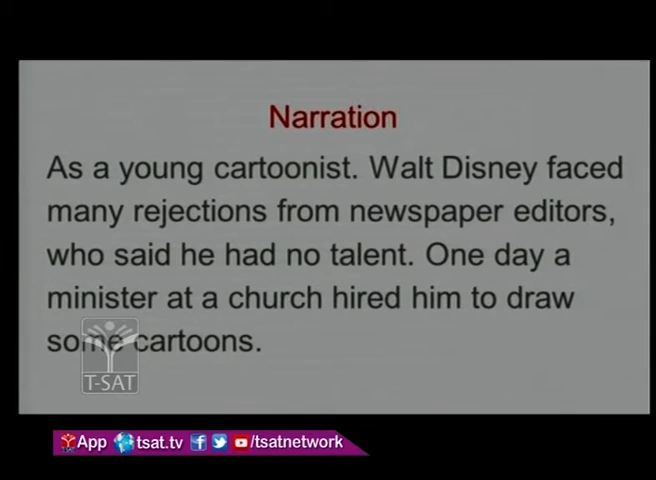 Narration
As a young cartoonist. Walt Disney faced
many rejections from newspaper editors,
who said he had no talent. One day a
minister at a church hired him to draw
some cartoons.
T-SAT
App tsat.tv /tsatnetwork